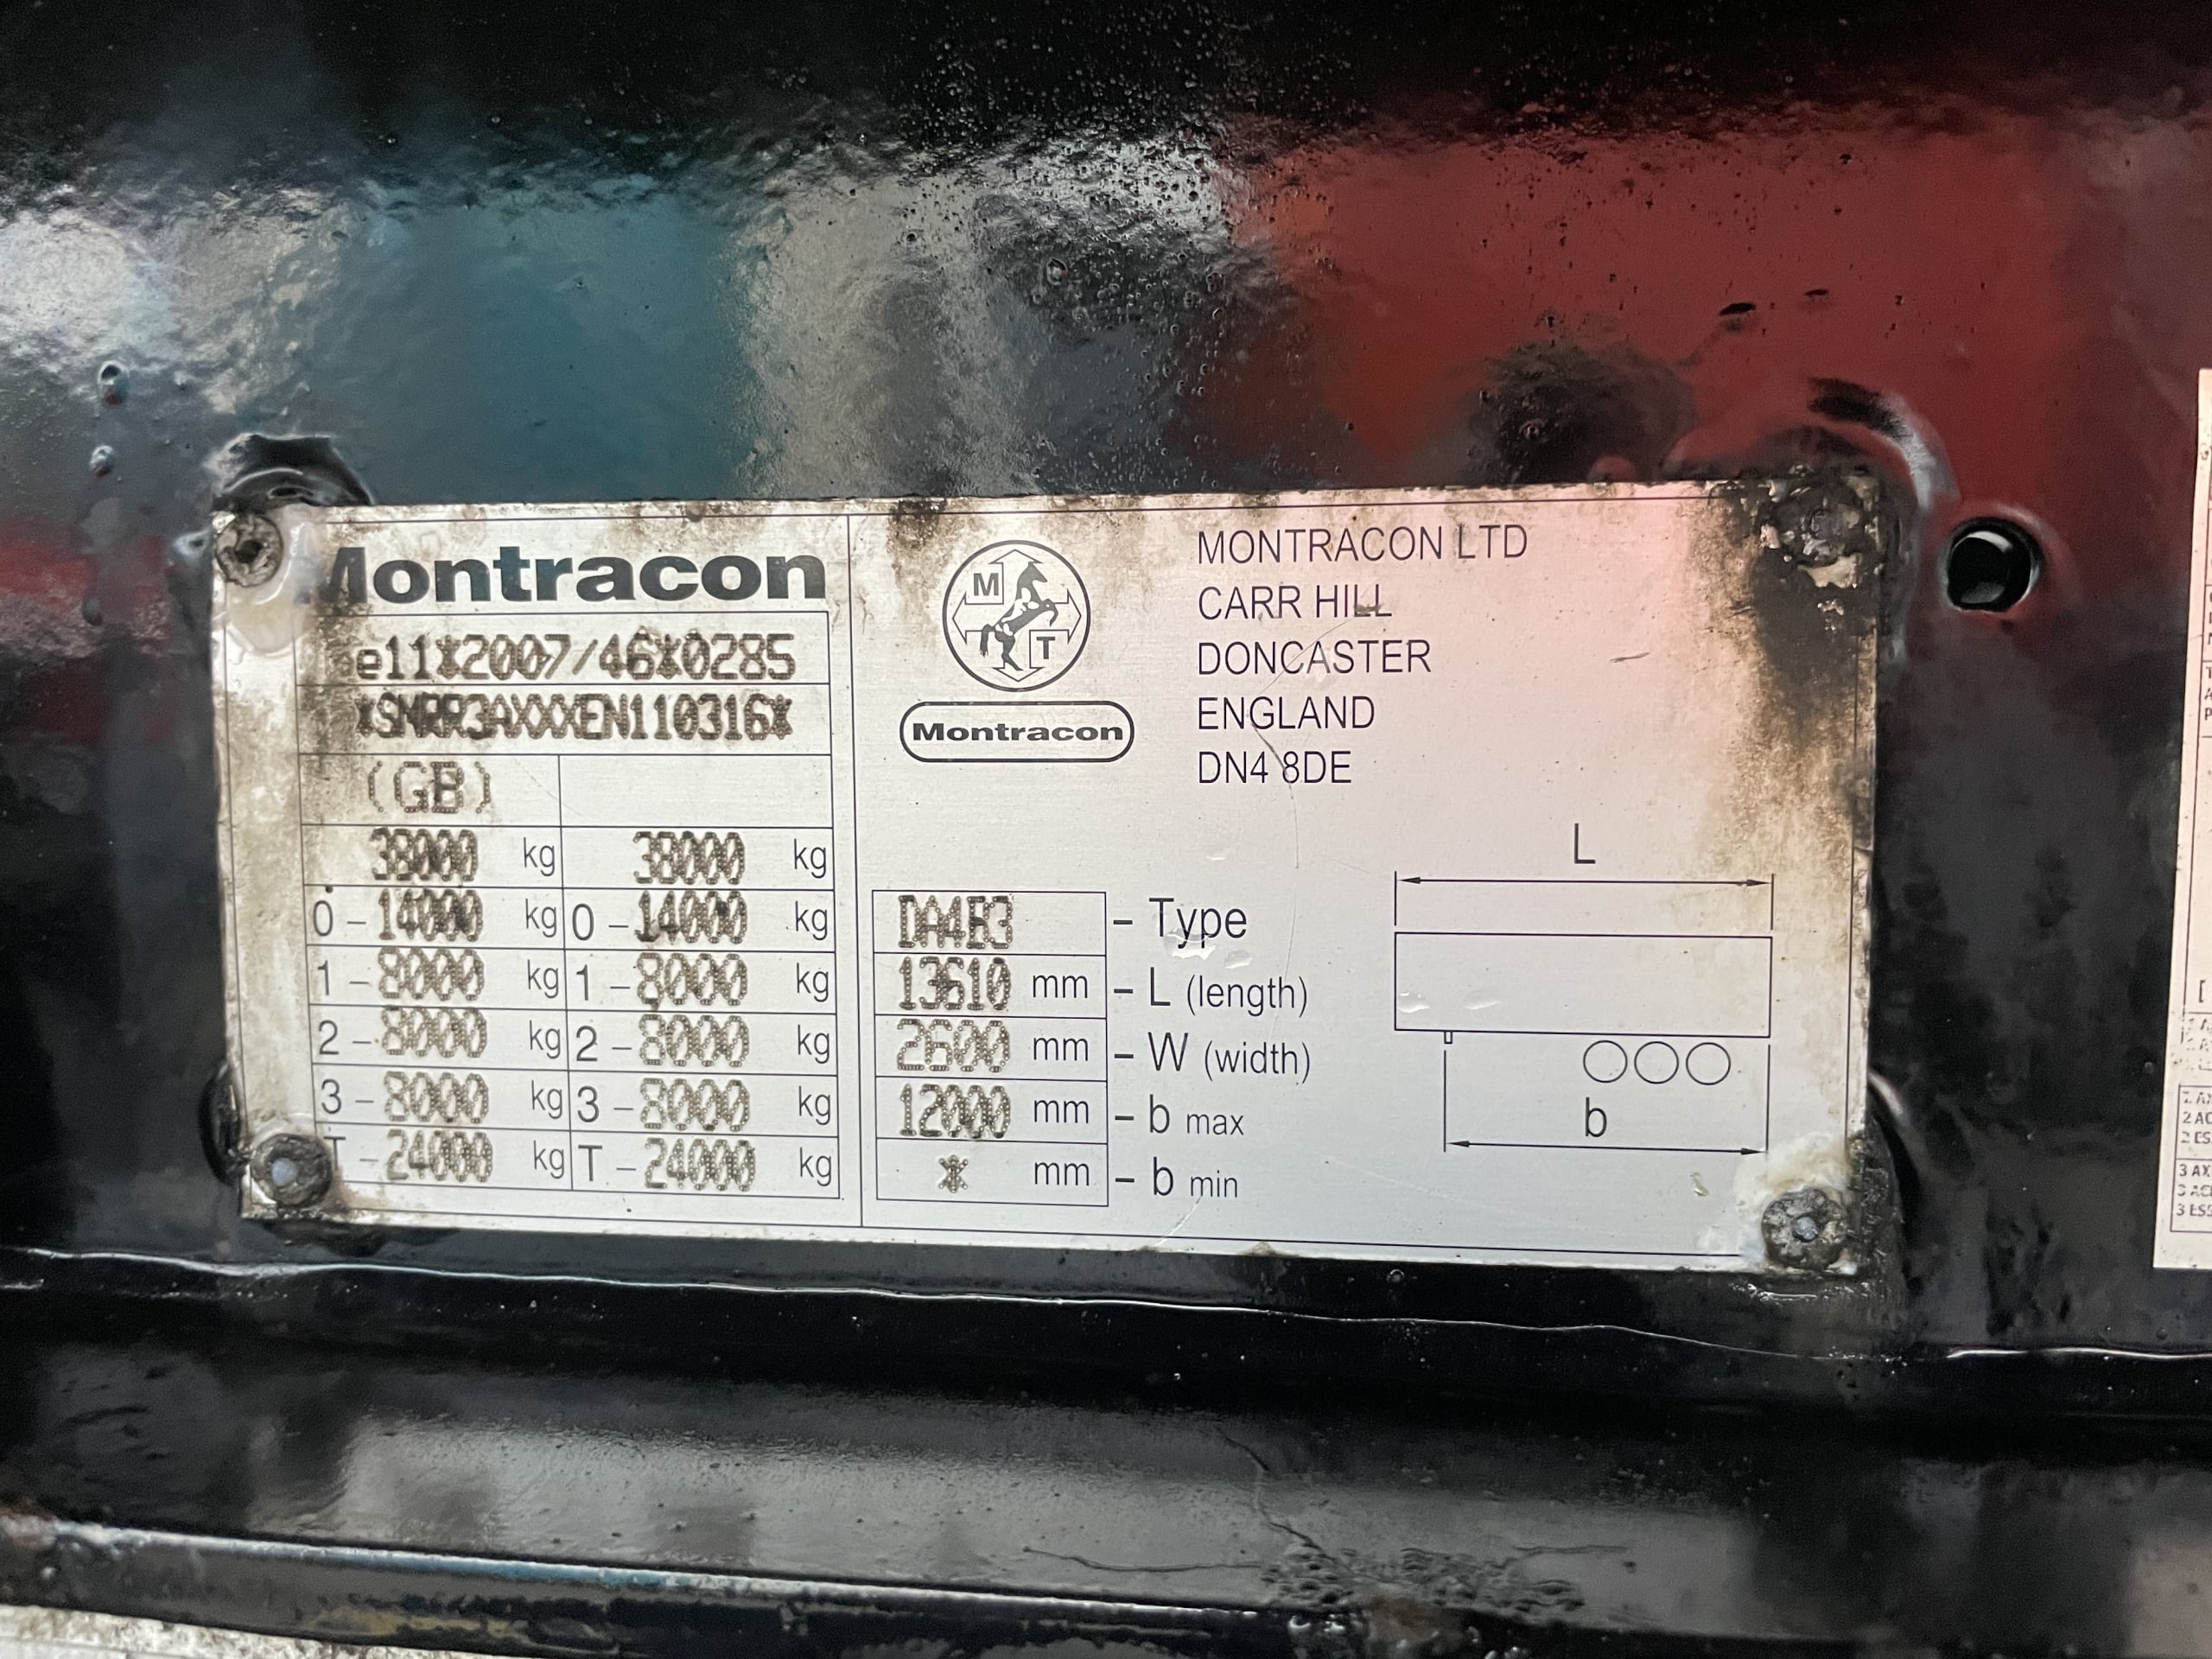 Montracon
e11*2007/46*0285
*SMRR3AXXXEN110316*
(GB)
38000 kg 38000 kg
0 - 14000 kg 0 - 14000 kg
1 - 8000 kg 1 - 8000 kg
2 - 8000 kg 2 - 8000 kg
3 - 8000 kg 3 - 8000 kg
T - 24000 kg T - 24000 kg
M
T
Montracon
MONTRACON LTD
CARR HILL
DONCASTER
ENGLAND
DN4 8DE
DA4R3 - Type
13610 mm - L (length)
2600 mm - W (width)
12000 mm - b max
* mm - b min
L
b